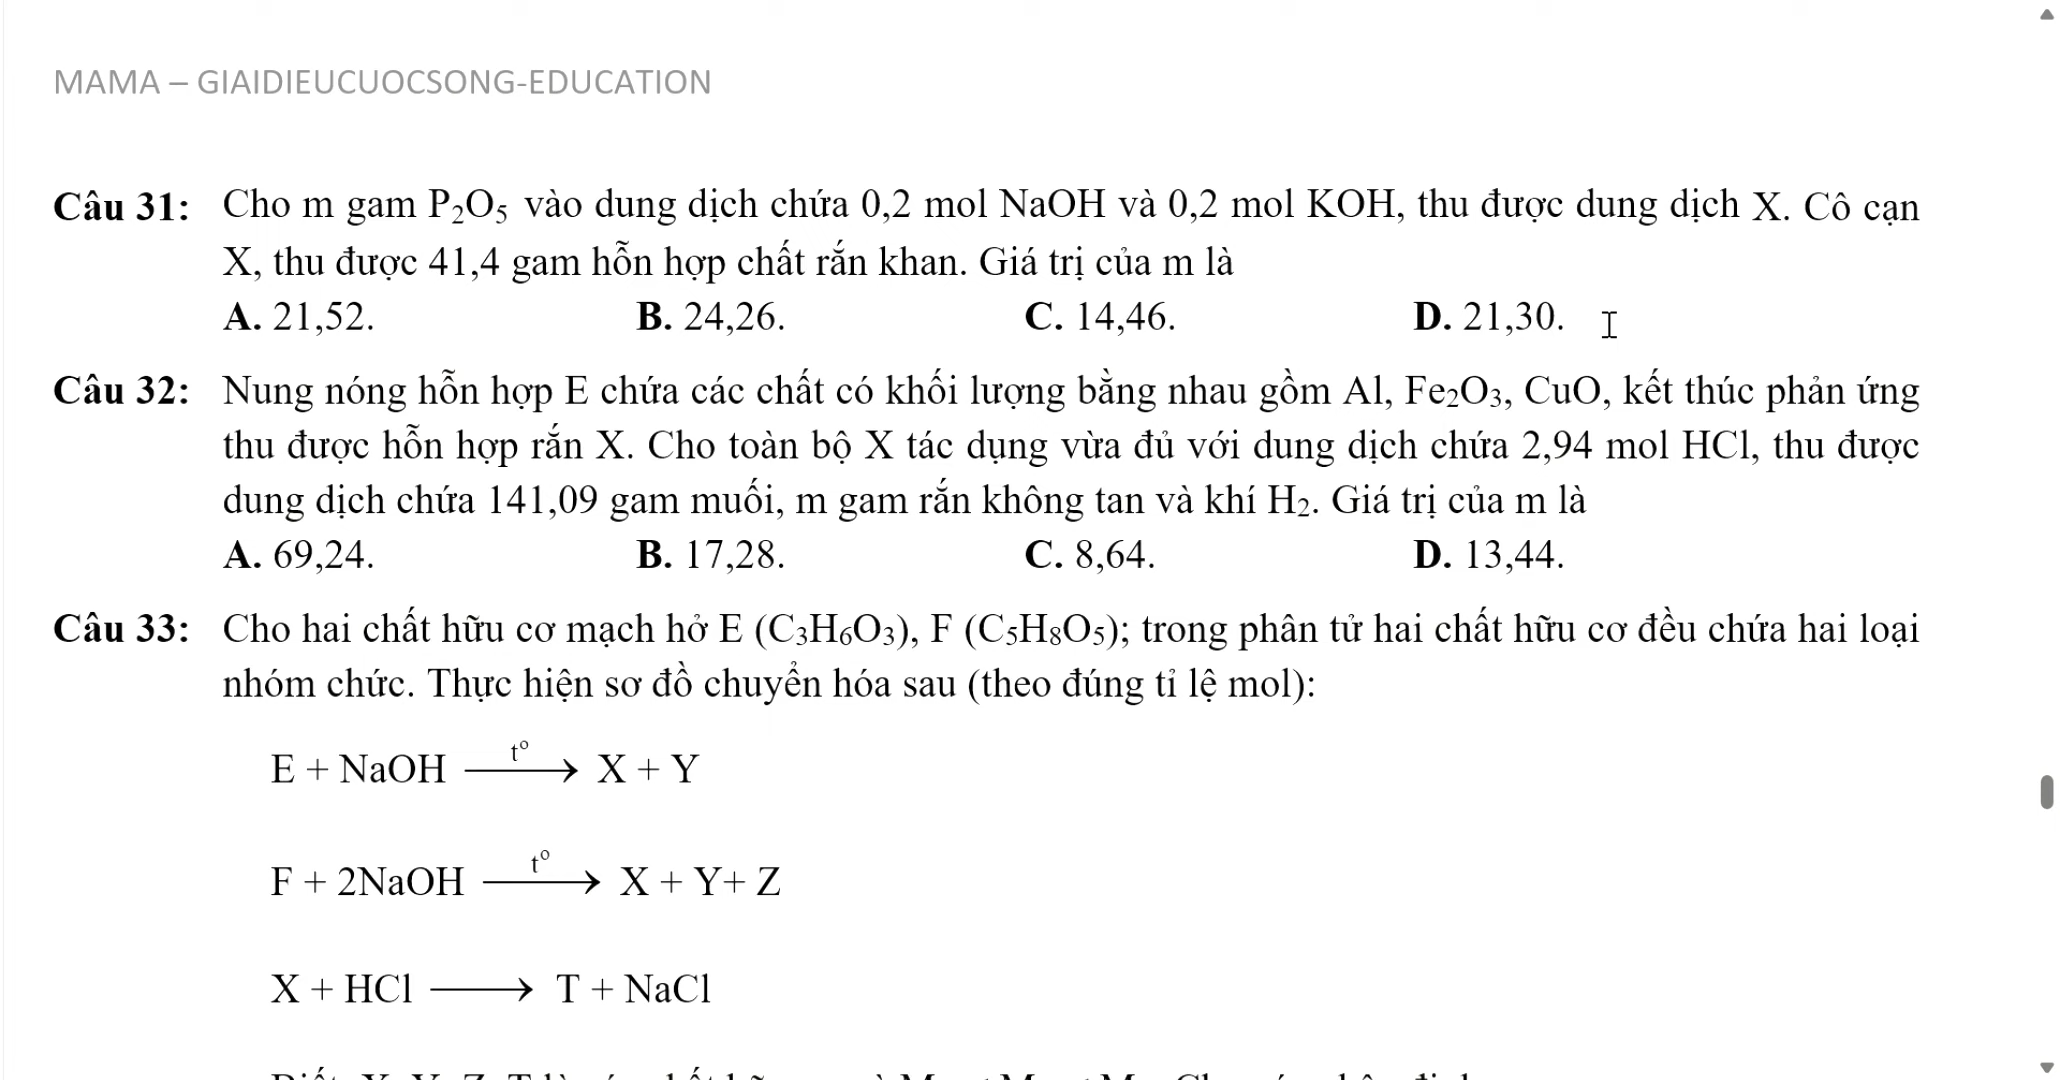 MAMA – GIAIDIEUCUOCSONG-EDUCATION
Câu 31: Cho m gam P₂O₅ vào dung dịch chứa 0,2 mol NaOH và 0,2 mol KOH, thu được dung dịch X. Cô cạn
X, thu được 41,4 gam hỗn hợp chất rắn khan. Giá trị của m là
A. 21,52. B. 24,26. C. 14,46. D. 21,30.
Câu 32: Nung nóng hỗn hợp E chứa các chất có khối lượng bằng nhau gồm Al, Fe₂O₃, CuO, kết thúc phản ứng
thu được hỗn hợp rắn X. Cho toàn bộ X tác dụng vừa đủ với dung dịch chứa 2,94 mol HCl, thu được
dung dịch chứa 141,09 gam muối, m gam rắn không tan và khí H₂. Giá trị của m là
A. 69,24. B. 17,28. C. 8,64. D. 13,44.
Câu 33: Cho hai chất hữu cơ mạch hở E (C₃H₆O₃), F (C₅H₈O₅); trong phân tử hai chất hữu cơ đều chứa hai loại
nhóm chức. Thực hiện sơ đồ chuyển hóa sau (theo đúng tỉ lệ mol):
E + NaOH —tº→ X + Y
F + 2NaOH —tº→ X + Y+ Z
X + HCl ⟶ T + NaCl